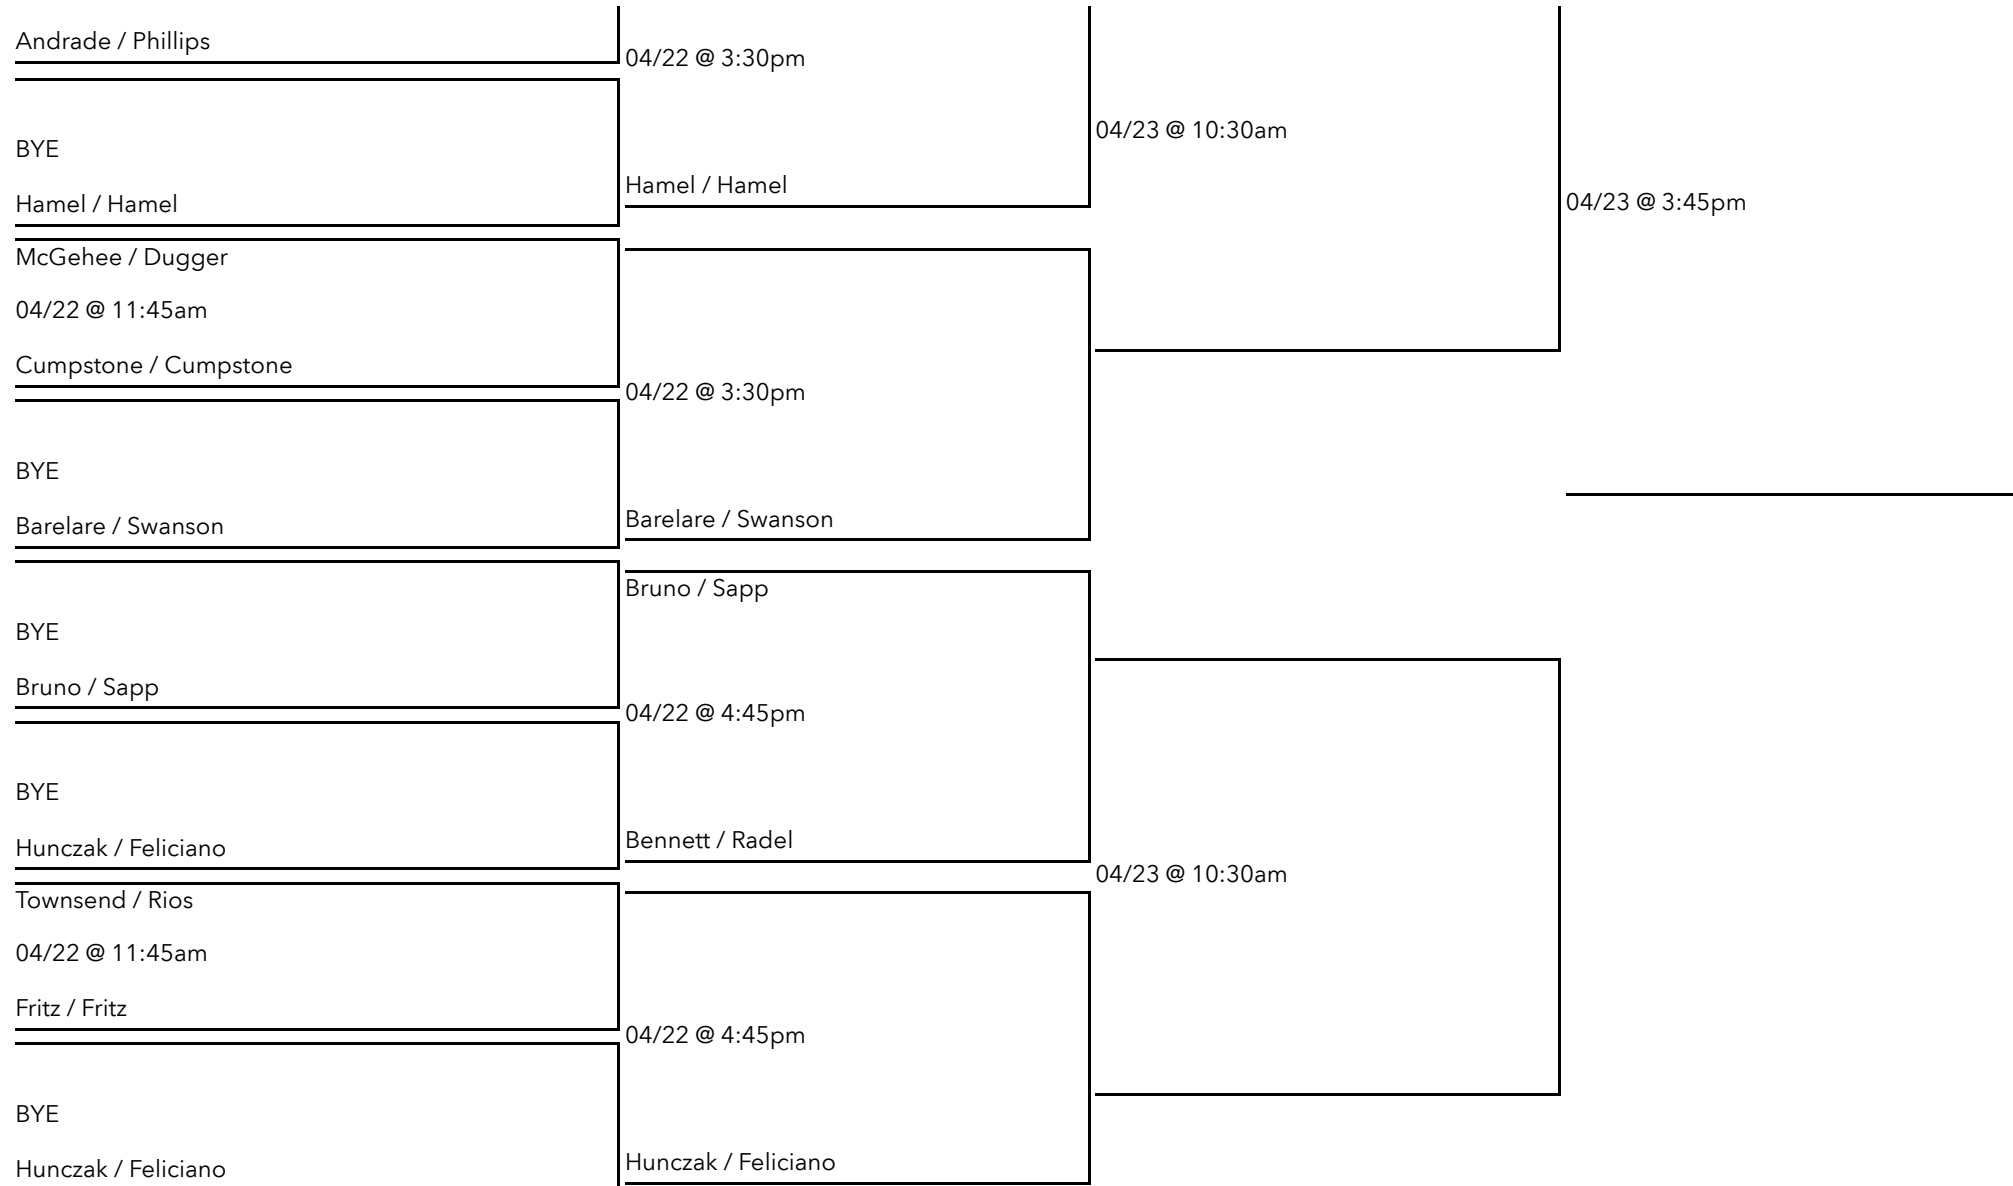 Andrade / Phillips
BYE
Hamel / Hamel
McGehee / Dugger
04/22 @ 11:45am
Cumpstone / Cumpstone
BYE
Barelare / Swanson
BYE
Bruno / Sapp
BYE
Hunczak / Feliciano
Townsend / Rios
04/22 @ 11:45am
Fritz / Fritz
BYE
Hunczak / Feliciano
04/22 @ 3:30pm
Hamel / Hamel
04/22 @ 3:30pm
Barelare / Swanson
Bruno / Sapp
04/22 @ 4:45pm
Bennett / Radel
04/22 @ 4:45pm
Hunczak / Feliciano
04/23 @ 10:30am
04/23 @ 10:30am
04/23 @ 3:45pm